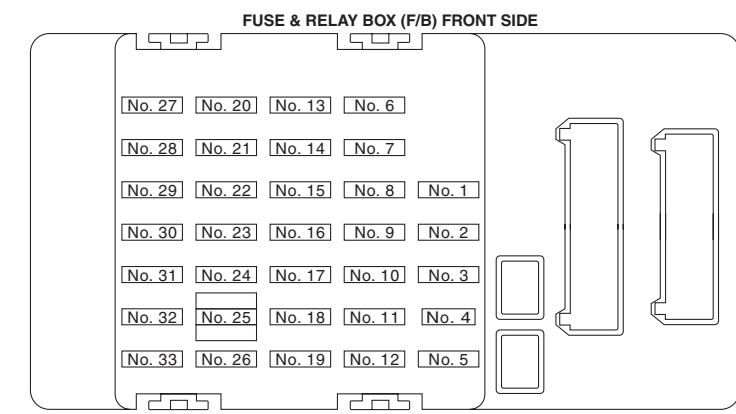 FUSE & RELAY BOX (F/B) FRONT SIDE
No. 27 No. 20 No. 13 No. 6
No. 28 No. 21 No. 14 No. 7
No. 29 No. 22 No. 15 No. 8 No. 1
No. 30 No. 23 No. 16 No. 9 No. 2
No. 31 No. 24 No. 17 No. 10 No. 3
No. 32 No. 25 No. 18 No. 11 No. 4
No. 33 No. 26 No. 19 No. 12 No. 5